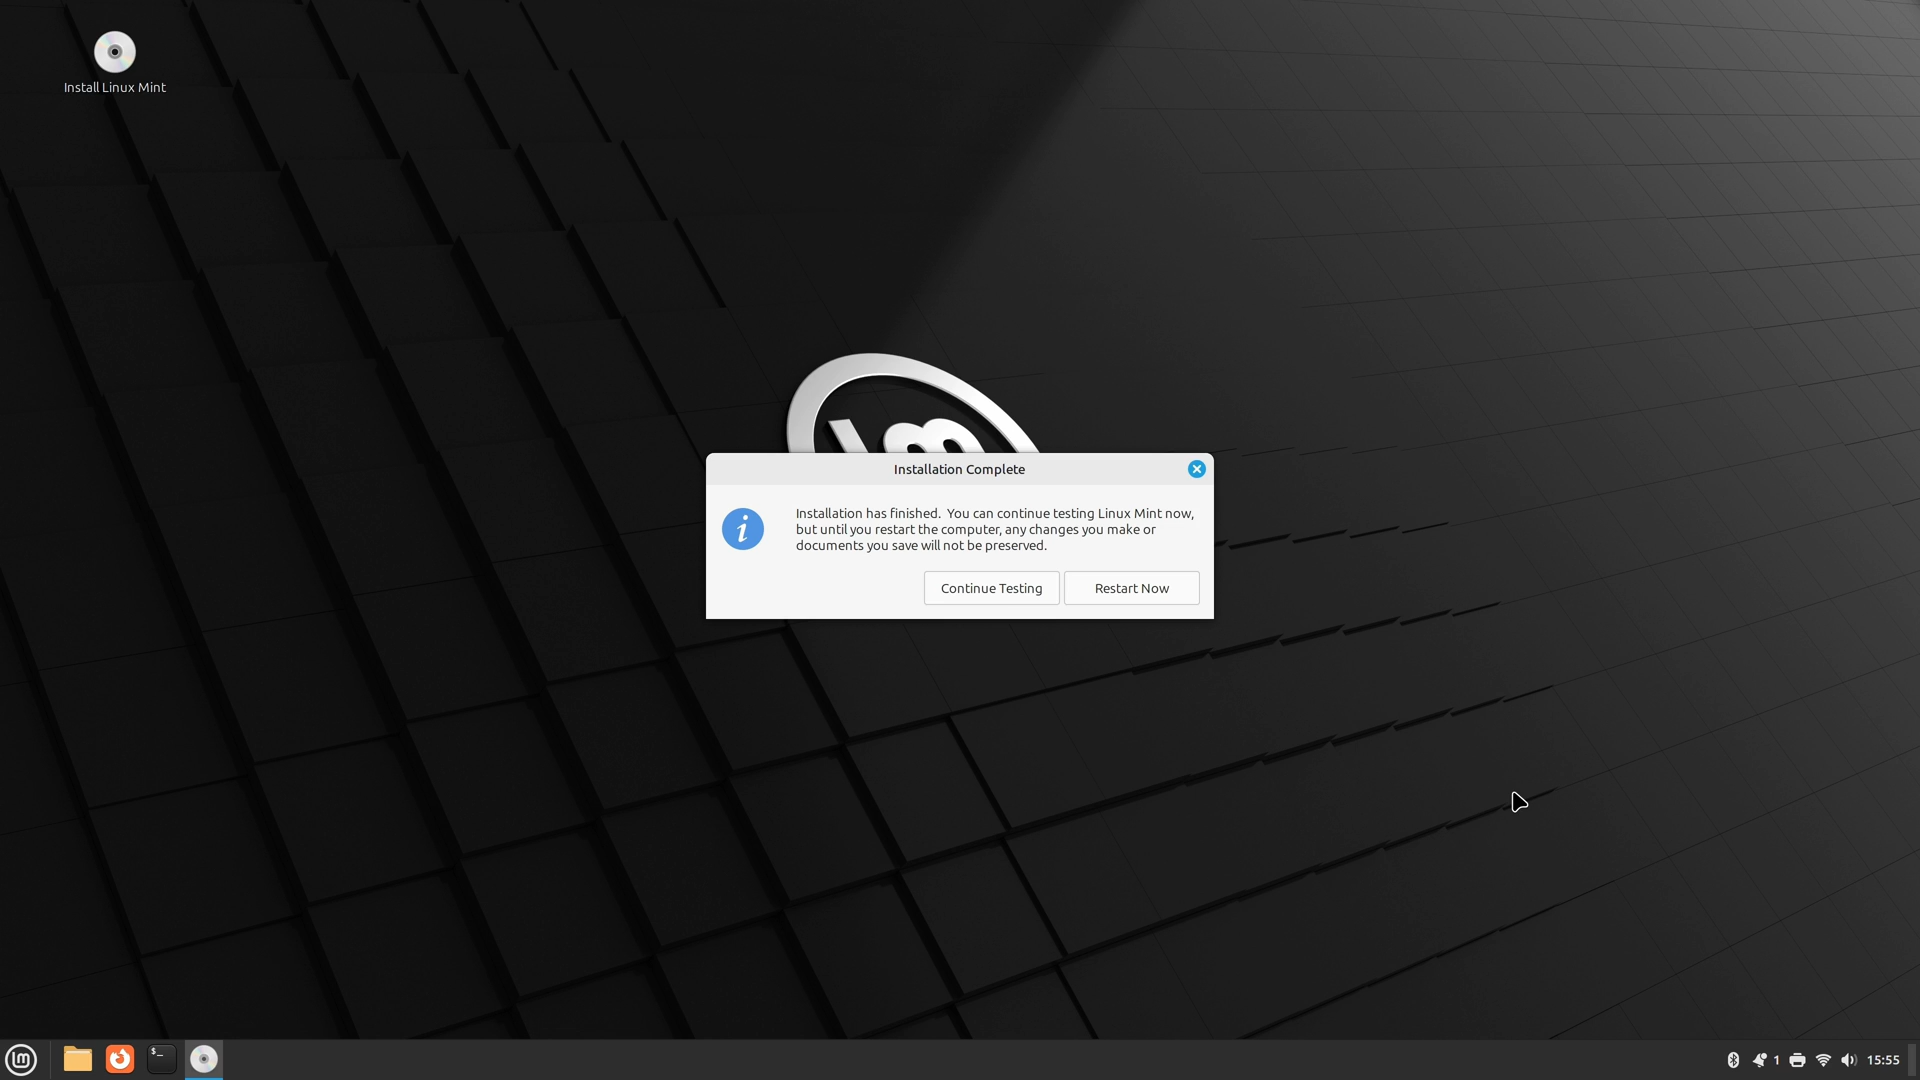 Install Linux Mint
lm
Installation Complete
i
Installation has finished.  You can continue testing Linux Mint now,
but until you restart the computer, any changes you make or
documents you save will not be preserved.
Continue Testing
Restart Now
lm
$_
1
15:55